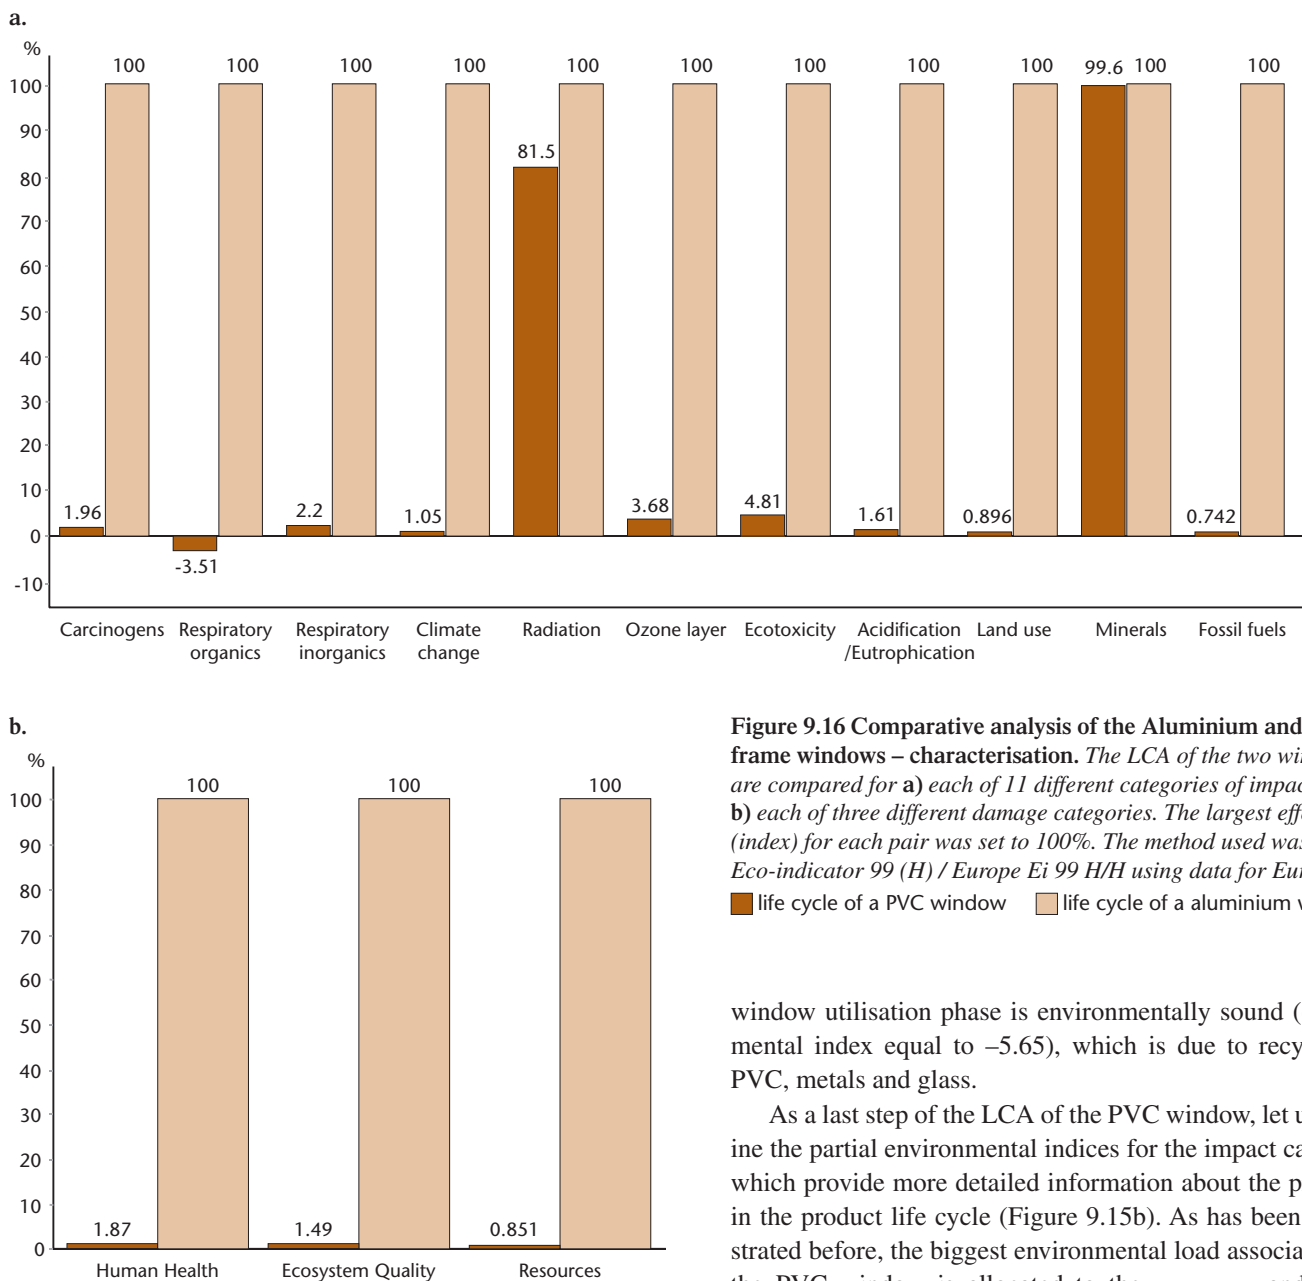 a.
%
100
90
80
70
60
50
40
30
20
10
0
-10
1.96
100
-3.51
100
2.2
100
1.05
100
81.5
100
3.68
100
4.81
100
1.61
100
0.896
100
99.6
100
0.742
100
Carcinogens
Respiratory
organics
Respiratory
inorganics
Climate
change
Radiation
Ozone layer
Ecotoxicity
Acidification
/Eutrophication
Land use
Minerals
Fossil fuels
b.
%
100
90
80
70
60
50
40
30
20
10
0
1.87
100
1.49
100
0.851
100
Human Health
Ecosystem Quality
Resources
Figure 9.16 Comparative analysis of the Aluminium and
frame windows – characterisation. The LCA of the two
are compared for a) each of 11 different categories of
b) each of three different damage categories. The largest
(index) for each pair was set to 100%. The method used
Eco-indicator 99 (H) / Europe Ei 99 H/H using data for
life cycle of a PVC window
life cycle of a aluminium
window utilisation phase is environmentally sound (
mental index equal to –5.65), which is due to
PVC, metals and glass.
As a last step of the LCA of the PVC window, let
ine the partial environmental indices for the impact
which provide more detailed information about the
in the product life cycle (Figure 9.15b). As has been
strated before, the biggest environmental load